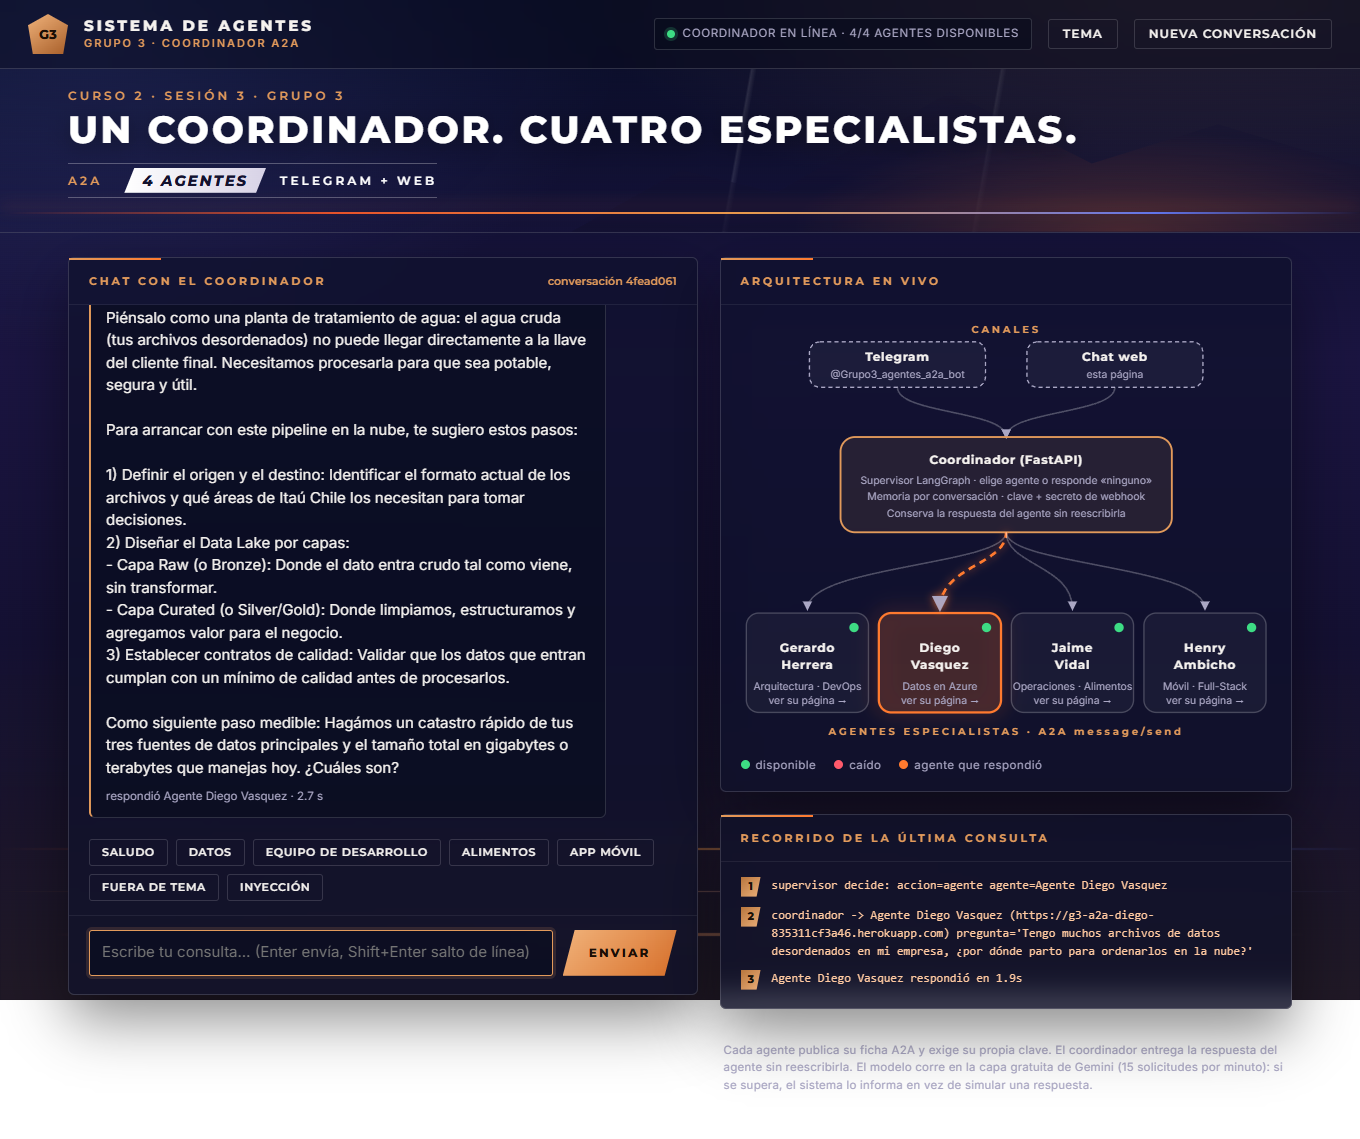 G3
SISTEMA DE AGENTES
GRUPO 3 · COORDINADOR A2A
COORDINADOR EN LÍNEA · 4/4 AGENTES DISPONIBLES
TEMA
NUEVA CONVERSACIÓN
CURSO 2 · SESIÓN 3 · GRUPO 3
UN COORDINADOR. CUATRO ESPECIALISTAS.
A2A 4 AGENTES TELEGRAM + WEB
CHAT CON EL COORDINADOR
conversación 4fead061
Piénsalo como una planta de tratamiento de agua: el agua cruda
(tus archivos desordenados) no puede llegar directamente a la llave
del cliente final. Necesitamos procesarla para que sea potable,
segura y útil.
Para arrancar con este pipeline en la nube, te sugiero estos pasos:
1) Definir el origen y el destino: Identificar el formato actual de los
archivos y qué áreas de Itaú Chile los necesitan para tomar
decisiones.
2) Diseñar el Data Lake por capas:
- Capa Raw (o Bronze): Donde el dato entra crudo tal como viene,
sin transformar.
- Capa Curated (o Silver/Gold): Donde limpiamos, estructuramos y
agregamos valor para el negocio.
3) Establecer contratos de calidad: Validar que los datos que entran
cumplan con un mínimo de calidad antes de procesarlos.
Como siguiente paso medible: Hagámos un catastro rápido de tus
tres fuentes de datos principales y el tamaño total en gigabytes o
terabytes que manejas hoy. ¿Cuáles son?
respondió Agente Diego Vasquez · 2.7 s
SALUDO
DATOS
EQUIPO DE DESARROLLO
ALIMENTOS
APP MÓVIL
FUERA DE TEMA
INYECCIÓN
Escribe tu consulta... (Enter envía, Shift+Enter salto de línea)
ENVIAR
ARQUITECTURA EN VIVO
CANALES
Telegram
@Grupo3_agentes_a2a_bot
Chat web
esta página
Coordinador (FastAPI)
Supervisor LangGraph · elige agente o responde «ninguno»
Memoria por conversación · clave + secreto de webhook
Conserva la respuesta del agente sin reescribirla
Gerardo
Herrera
Arquitectura · DevOps
ver su página →
Diego
Vasquez
Datos en Azure
ver su página →
Jaime
Vidal
Operaciones · Alimentos
ver su página →
Henry
Ambicho
Móvil · Full-Stack
ver su página →
AGENTES ESPECIALISTAS · A2A message/send
disponible
caído
agente que respondió
RECORRIDO DE LA ÚLTIMA CONSULTA
1 supervisor decide: accion=agente agente=Agente Diego Vasquez
2 coordinador -> Agente Diego Vasquez (https://g3-a2a-diego-
835311cf3a46.herokuapp.com) pregunta='Tengo muchos archivos de datos
desordenados en mi empresa, ¿por dónde parto para ordenarlos en la nube?'
3 Agente Diego Vasquez respondió en 1.9s
Cada agente publica su ficha A2A y exige su propia clave. El coordinador entrega la respuesta del
agente sin reescribirla. El modelo corre en la capa gratuita de Gemini (15 solicitudes por minuto): si
se supera, el sistema lo informa en vez de simular una respuesta.